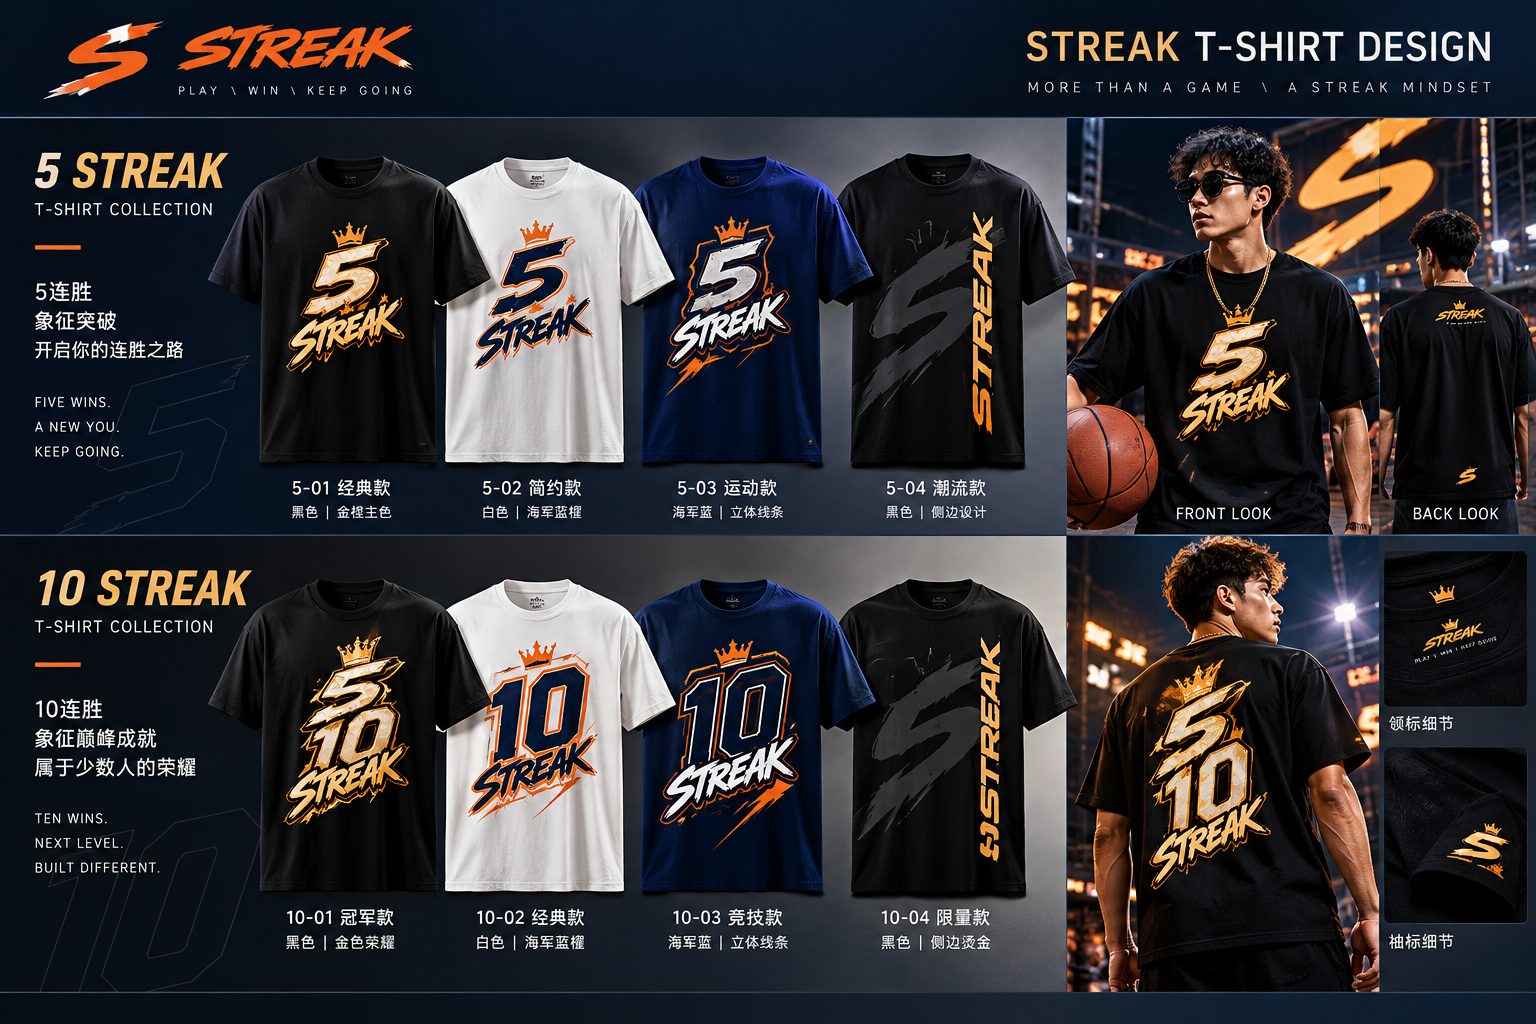 S STREAK
PLAY \ WIN \ KEEP GOING
STREAK T-SHIRT DESIGN
MORE THAN A GAME \ A STREAK MINDSET
5 STREAK
T-SHIRT COLLECTION
5连胜
象征突破
开启你的连胜之路
FIVE WINS.
A NEW YOU.
KEEP GOING.
5
STREAK
5
STREAK
5
STREAK
S
STREAK
5-01 经典款
黑色 | 金橙主色
5-02 简约款
白色 | 海军蓝橙
5-03 运动款
海军蓝 | 立体线条
5-04 潮流款
黑色 | 侧边设计
S
5
STREAK
FRONT LOOK
STREAK
S
BACK LOOK
10 STREAK
T-SHIRT COLLECTION
10连胜
象征巅峰成就
属于少数人的荣耀
TEN WINS.
NEXT LEVEL.
BUILT DIFFERENT.
5
10
STREAK
10
STREAK
10
STREAK
S
STREAK
10-01 冠军款
黑色 | 金色荣耀
10-02 经典款
白色 | 海军蓝橙
10-03 竞技款
海军蓝 | 立体线条
10-04 限量款
黑色 | 侧边烫金
5
10
STREAK
STREAK
领标细节
S
袖标细节